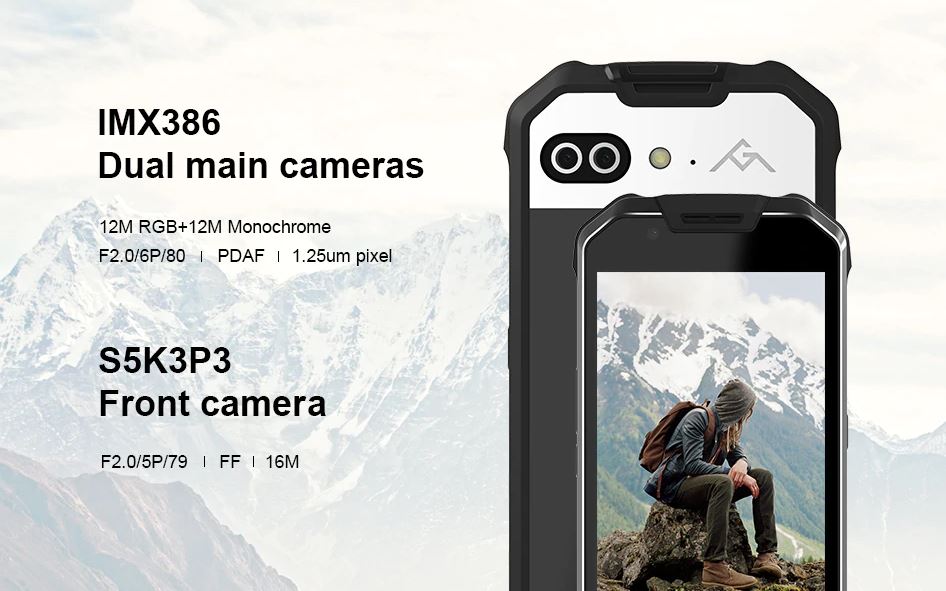 IMX386
Dual main cameras
12M RGB+12M Monochrome
F2.0/6P/80 | PDAF | 1.25um pixel
S5K3P3
Front camera
F2.0/5P/79 | FF | 16M